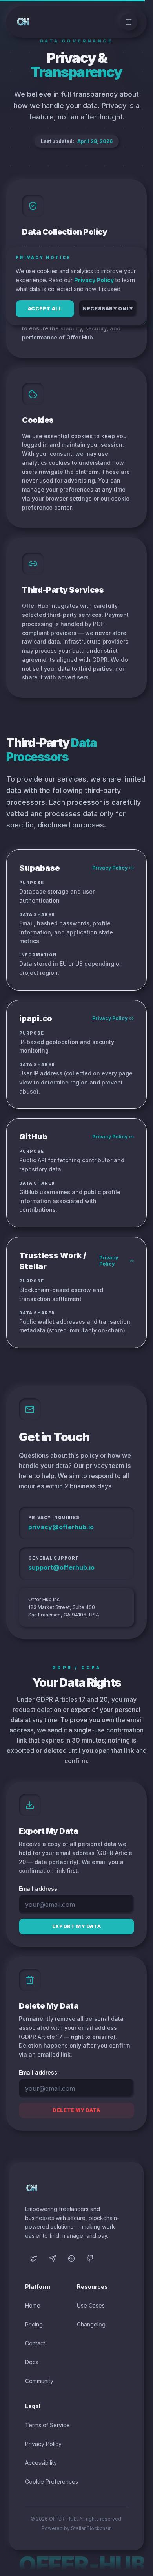 OH
DATA GOVERNANCE
Privacy &
Transparency
We believe in full transparency about
how we handle your data. Privacy is a
feature, not an afterthought.
Last updated: April 28, 2026
Data Collection Policy
PRIVACY NOTICE
We use cookies and analytics to improve your
experience. Read our Privacy Policy to learn
what data is collected and how it is used.
ACCEPT ALL
NECESSARY ONLY
to ensure the stability, security, and
performance of Offer Hub.
Cookies
We use essential cookies to keep you
logged in and maintain your session.
With your consent, we may use
analytics cookies to understand how
users interact with the platform. These
are never used for advertising. You can
manage your preferences at any time
via your browser settings or our cookie
preference center.
Third-Party Services
Offer Hub integrates with carefully
selected third-party services. Payment
processing is handled by PCI-
compliant providers — we never store
raw card data. Infrastructure providers
may process your data under strict
agreements aligned with GDPR. We do
not sell your data to third parties, nor
share it with advertisers.
Third-Party Data
Processors
To provide our services, we share limited
data with the following third-party
processors. Each processor is carefully
vetted and processes data only for
specific, disclosed purposes.
Supabase
Privacy Policy
PURPOSE
Database storage and user
authentication
DATA SHARED
Email, hashed passwords, profile
information, and application state
metrics.
INFORMATION
Data stored in EU or US depending on
project region.
ipapi.co
Privacy Policy
PURPOSE
IP-based geolocation and security
monitoring
DATA SHARED
User IP address (collected on every page
view to determine region and prevent
abuse).
GitHub
Privacy Policy
PURPOSE
Public API for fetching contributor and
repository data
DATA SHARED
GitHub usernames and public profile
information associated with
contributions.
Trustless Work /
Stellar
Privacy
Policy
PURPOSE
Blockchain-based escrow and
transaction settlement
DATA SHARED
Public wallet addresses and transaction
metadata (stored immutably on-chain).
Get in Touch
Questions about this policy or how we
handle your data? Our privacy team is
here to help. We aim to respond to all
inquiries within 2 business days.
PRIVACY INQUIRIES
privacy@offerhub.io
GENERAL SUPPORT
support@offerhub.io
Offer Hub Inc.
123 Market Street, Suite 400
San Francisco, CA 94105, USA
GDPR / CCPA
Your Data Rights
Under GDPR Articles 17 and 20, you may
request deletion or export of your personal
data at any time. To prove you own the email
address, we send it a single-use confirmation
link that expires in 30 minutes; nothing is
exported or deleted until you open that link and
confirm.
Export My Data
Receive a copy of all personal data we
hold for your email address (GDPR Article
20 — data portability). We email you a
confirmation link first.
Email address
your@email.com
EXPORT MY DATA
Delete My Data
Permanently remove all personal data
associated with your email address
(GDPR Article 17 — right to erasure).
Deletion happens only after you confirm
via an emailed link.
Email address
your@email.com
DELETE MY DATA
OH
Empowering freelancers and
businesses with secure, blockchain-
powered solutions — making work
easier to find, manage, and pay.
Platform
Resources
Home
Use Cases
Pricing
Changelog
Contact
Docs
Community
Legal
Terms of Service
Privacy Policy
Accessibility
Cookie Preferences
© 2026 OFFER-HUB. All rights reserved.
Powered by Stellar Blockchain
OFFER-HUB